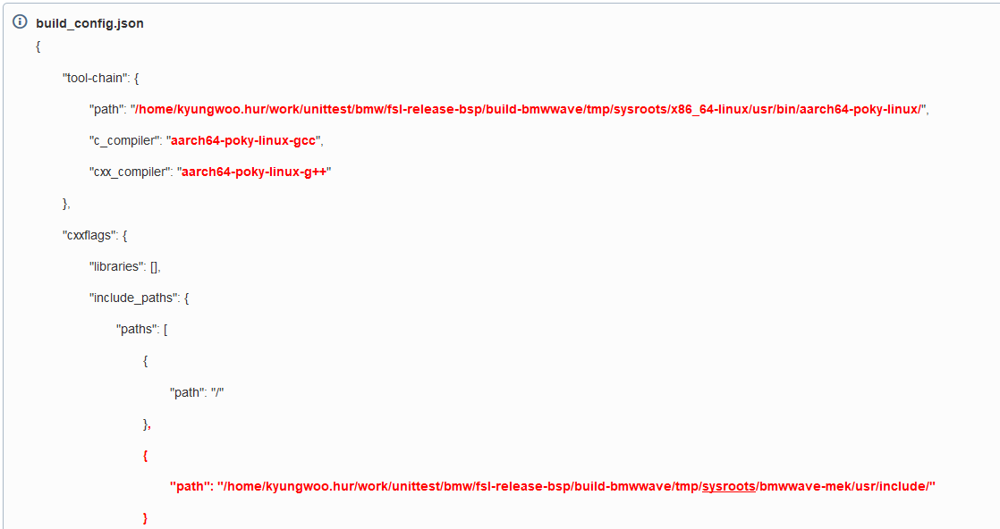 build_config.json
{
"tool-chain": {
"path": "/home/kyungwoo.hur/work/unittest/bmw/fsl-release-bsp/build-bmwwave/tmp/sysroots/x86_64-linux/usr/bin/aarch64-poky-linux/",
"c_compiler": "aarch64-poky-linux-gcc",
"cxx_compiler": "aarch64-poky-linux-g++"
},
"cxxflags": {
"libraries": [],
"include_paths": {
"paths": [
{
"path": "/"
},
{
"path": "/home/kyungwoo.hur/work/unittest/bmw/fsl-release-bsp/build-bmwwave/tmp/sysroots/bmwwave-mek/usr/include/"
}